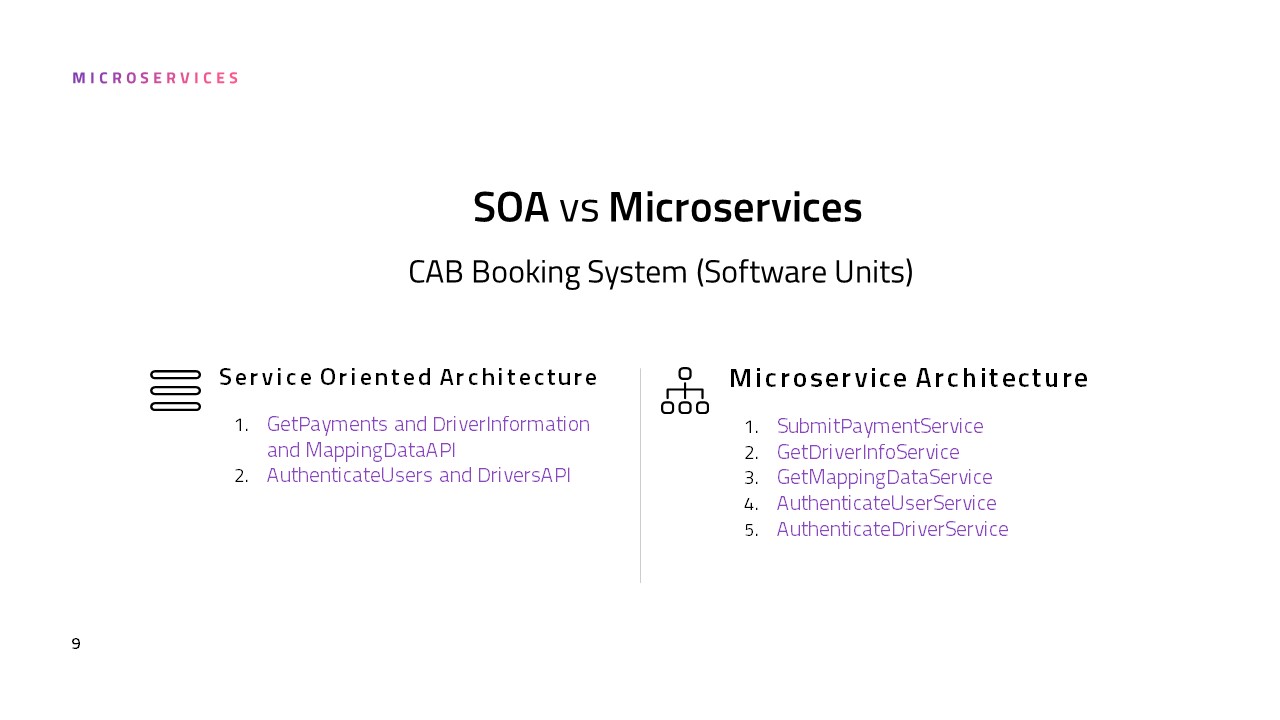 MICROSERVICES
SOA vs Microservices
CAB Booking System (Software Units)
Service Oriented Architecture
1. GetPayments and DriverInformation
and MappingDataAPI
2. AuthenticateUsers and DriversAPI
Microservice Architecture
1. SubmitPaymentService
2. GetDriverInfoService
3. GetMappingDataService
4. AuthenticateUserService
5. AuthenticateDriverService
9